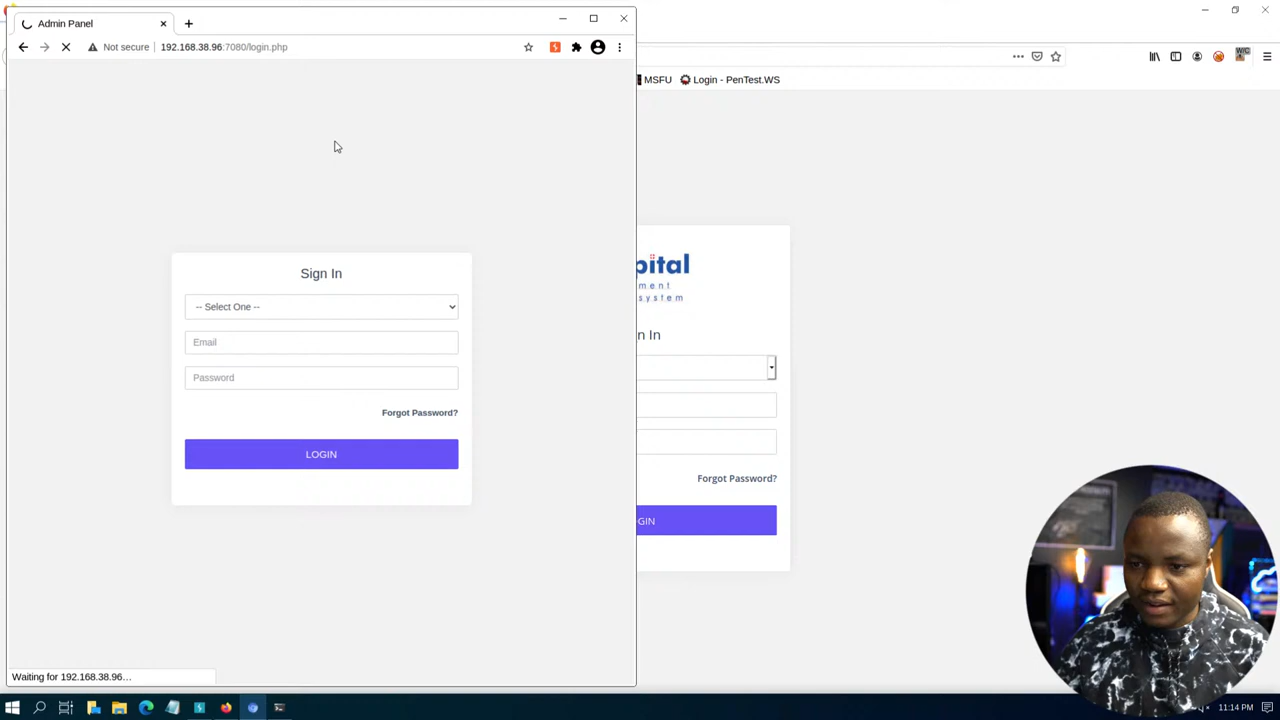 Admin Panel
Not secure
192.168.38.96:7080/login.php
MSFU
Login - PenTest.WS
Sign In
-- Select One --
Email
Password
Forgot Password?
LOGIN
pital
ment
system
n In
Forgot Password?
GIN
Waiting for 192.168.38.96…
11:14 PM